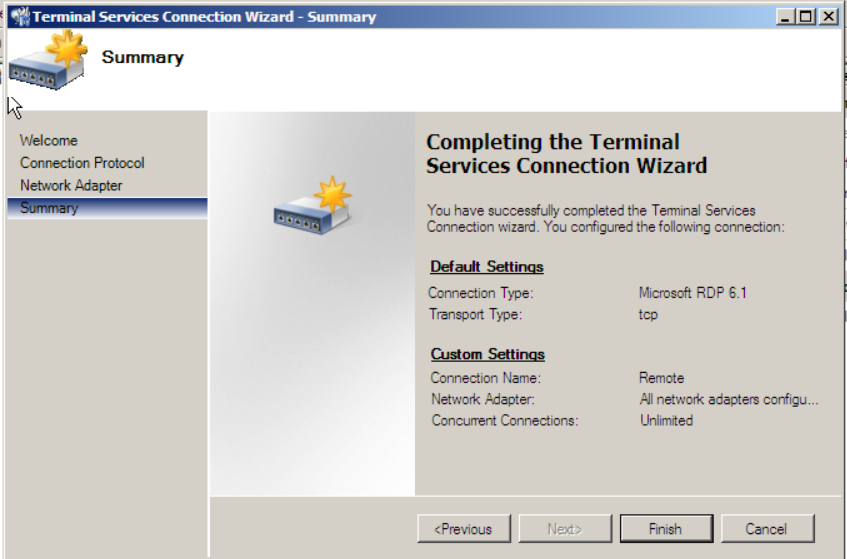 Terminal Services Connection Wizard - Summary
Summary
Welcome
Connection Protocol
Network Adapter
Summary
Completing the Terminal
Services Connection Wizard
You have successfully completed the Terminal Services
Connection wizard. You configured the following connection:
Default Settings
Connection Type: Microsoft RDP 6.1
Transport Type: tcp
Custom Settings
Connection Name: Remote
Network Adapter: All network adapters configu...
Concurrent Connections: Unlimited
<Previous Next> Finish Cancel